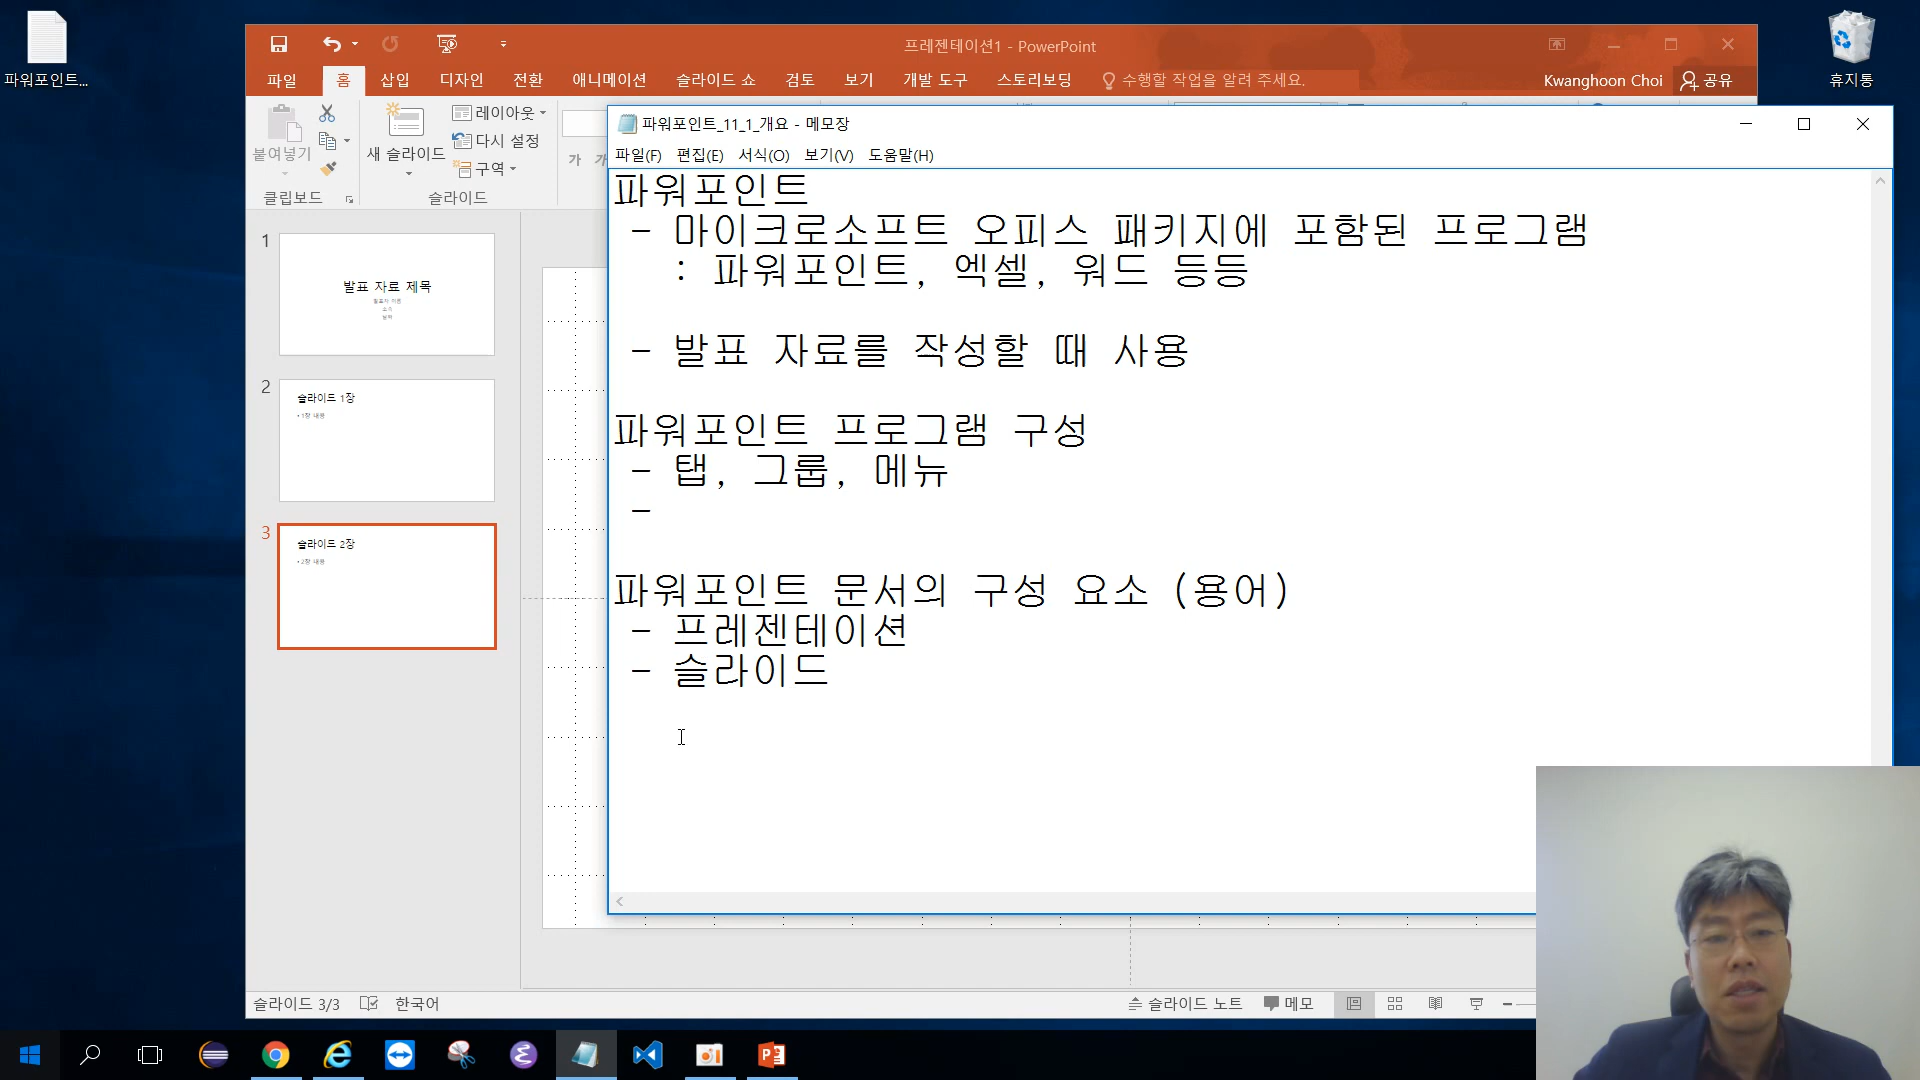 파워포인트...
휴지통
프레젠테이션1 - PowerPoint
파일 홈 삽입 디자인 전환 애니메이션 슬라이드 쇼 검토 보기 개발 도구 스토리보딩 수행할 작업을 알려 주세요. Kwanghoon Choi 공유
붙여넣기
새 슬라이드
레이아웃
다시 설정
구역
가
클립보드
슬라이드
1
발표 자료 제목
2
슬라이드 1장
• 1장 내용
3
슬라이드 2장
• 2장 내용
파워포인트_11_1_개요 - 메모장
파일(F) 편집(E) 서식(O) 보기(V) 도움말(H)
파워포인트
- 마이크로소프트 오피스 패키지에 포함된 프로그램
: 파워포인트, 엑셀, 워드 등등
- 발표 자료를 작성할 때 사용
파워포인트 프로그램 구성
- 탭, 그룹, 메뉴
-
파워포인트 문서의 구성 요소 (용어)
- 프레젠테이션
- 슬라이드
슬라이드 3/3 한국어 슬라이드 노트 메모